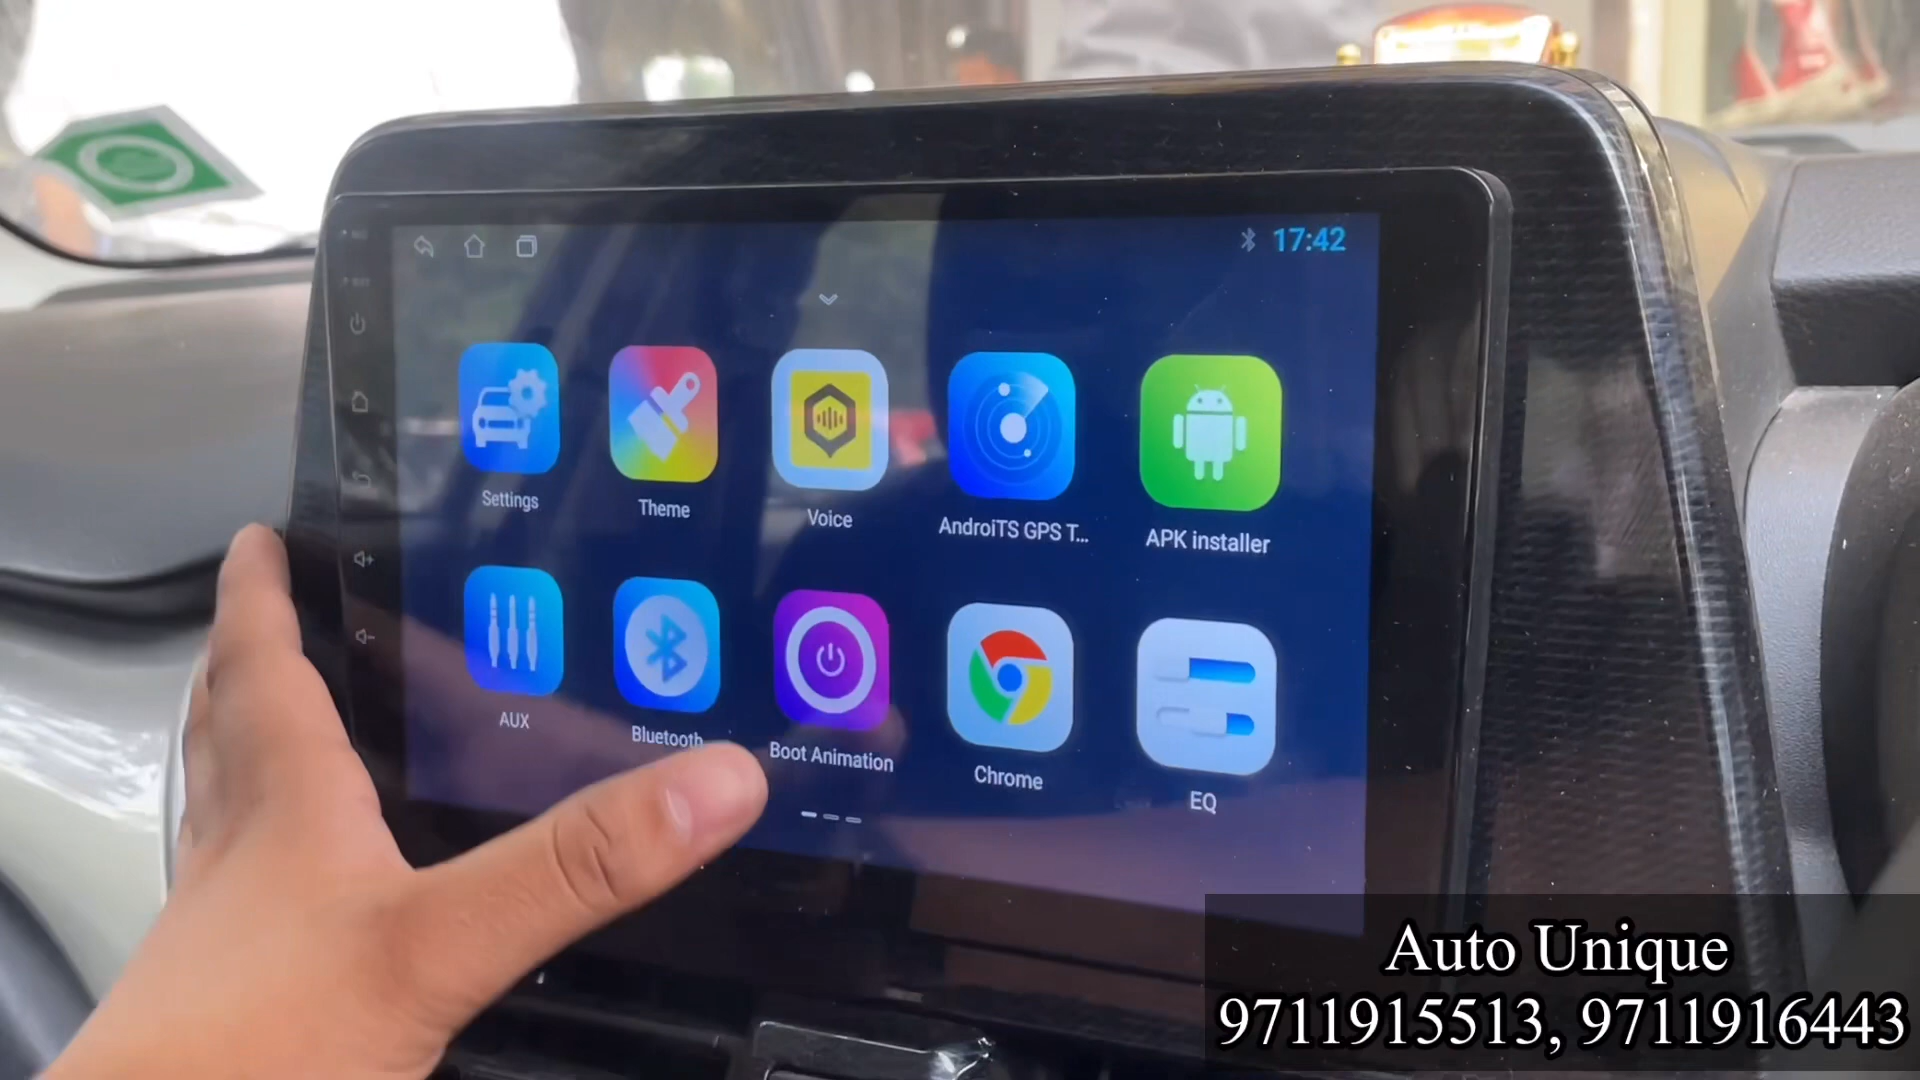 17:42
Settings
Theme
Voice
AndroiTS GPS T...
APK installer
AUX
Bluetooth
Boot Animation
Chrome
EQ
Auto Unique
9711915513, 9711916443